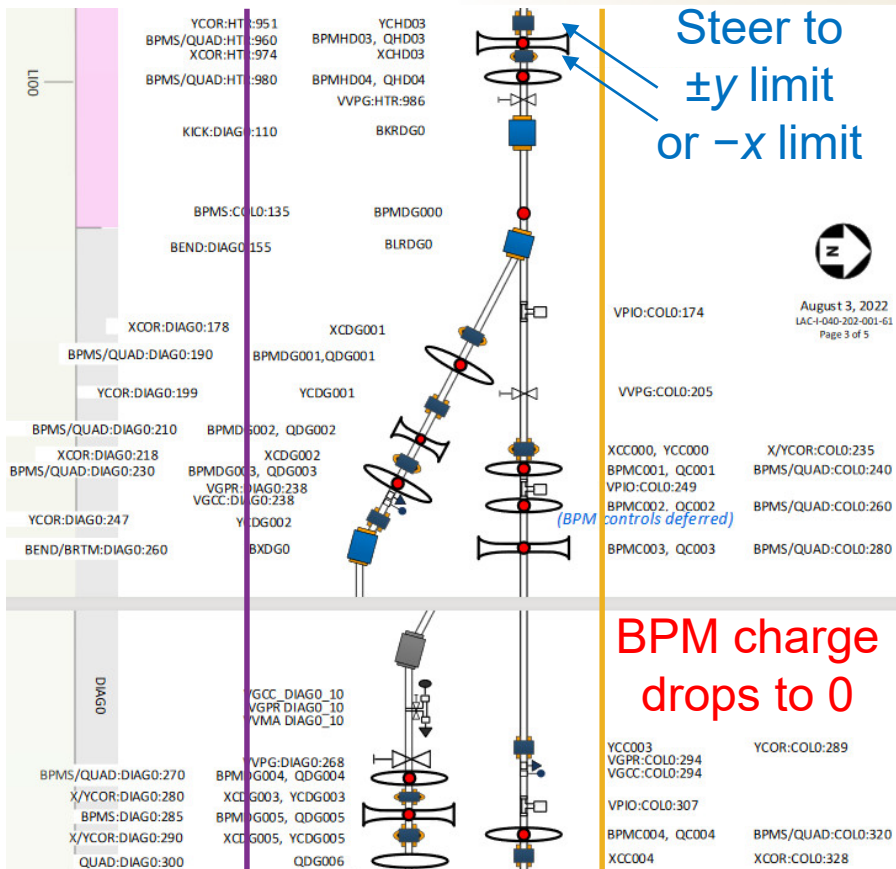 YCOR:HTR:951 YCHD03
BPMS/QUAD:HTR:960 BPMHD03, QHD03
XCOR:HTR:974 XCHD03
BPMS/QUAD:HTR:980 BPMHD04, QHD04
VVPG:HTR:986
KICK:DIAG0:110 BKRDG0
BPMS:COL0:135 BPMDG000
BEND:DIAG0:155 BLRDG0
LI00
Steer to
±y limit
or −x limit
N
August 3, 2022
LAC-I-040-202-001-61
Page 3 of 5
XCOR:DIAG0:178 XCDG001
BPMS/QUAD:DIAG0:190 BPMDG001,QDG001
YCOR:DIAG0:199 YCDG001
BPMS/QUAD:DIAG0:210 BPMDG002, QDG002
XCOR:DIAG0:218 XCDG002
BPMS/QUAD:DIAG0:230 BPMDG003, QDG003
VGPR:DIAG0:238
VGCC:DIAG0:238
YCOR:DIAG0:247 YCDG002
BEND/BRTM:DIAG0:260 BXDG0
VPIO:COL0:174
VVPG:COL0:205
XCC000, YCC000 X/YCOR:COL0:235
BPMC001, QC001 BPMS/QUAD:COL0:240
VPIO:COL0:249
BPMC002, QC002 BPMS/QUAD:COL0:260
(BPM controls deferred)
BPMC003, QC003 BPMS/QUAD:COL0:280
BPM charge
drops to 0
DIAG0
VGCC_DIAG0_10
VGPR DIAG0_10
VVMA DIAG0_10
VVPG:DIAG0:268
BPMS/QUAD:DIAG0:270 BPMDG004, QDG004
X/YCOR:DIAG0:280 XCDG003, YCDG003
BPMS:DIAG0:285 BPMDG005, QDG005
X/YCOR:DIAG0:290 XCDG005, YCDG005
QUAD:DIAG0:300 QDG006
YCC003 YCOR:COL0:289
VGPR:COL0:294
VGCC:COL0:294
VPIO:COL0:307
BPMC004, QC004 BPMS/QUAD:COL0:320
XCC004 XCOR:COL0:328